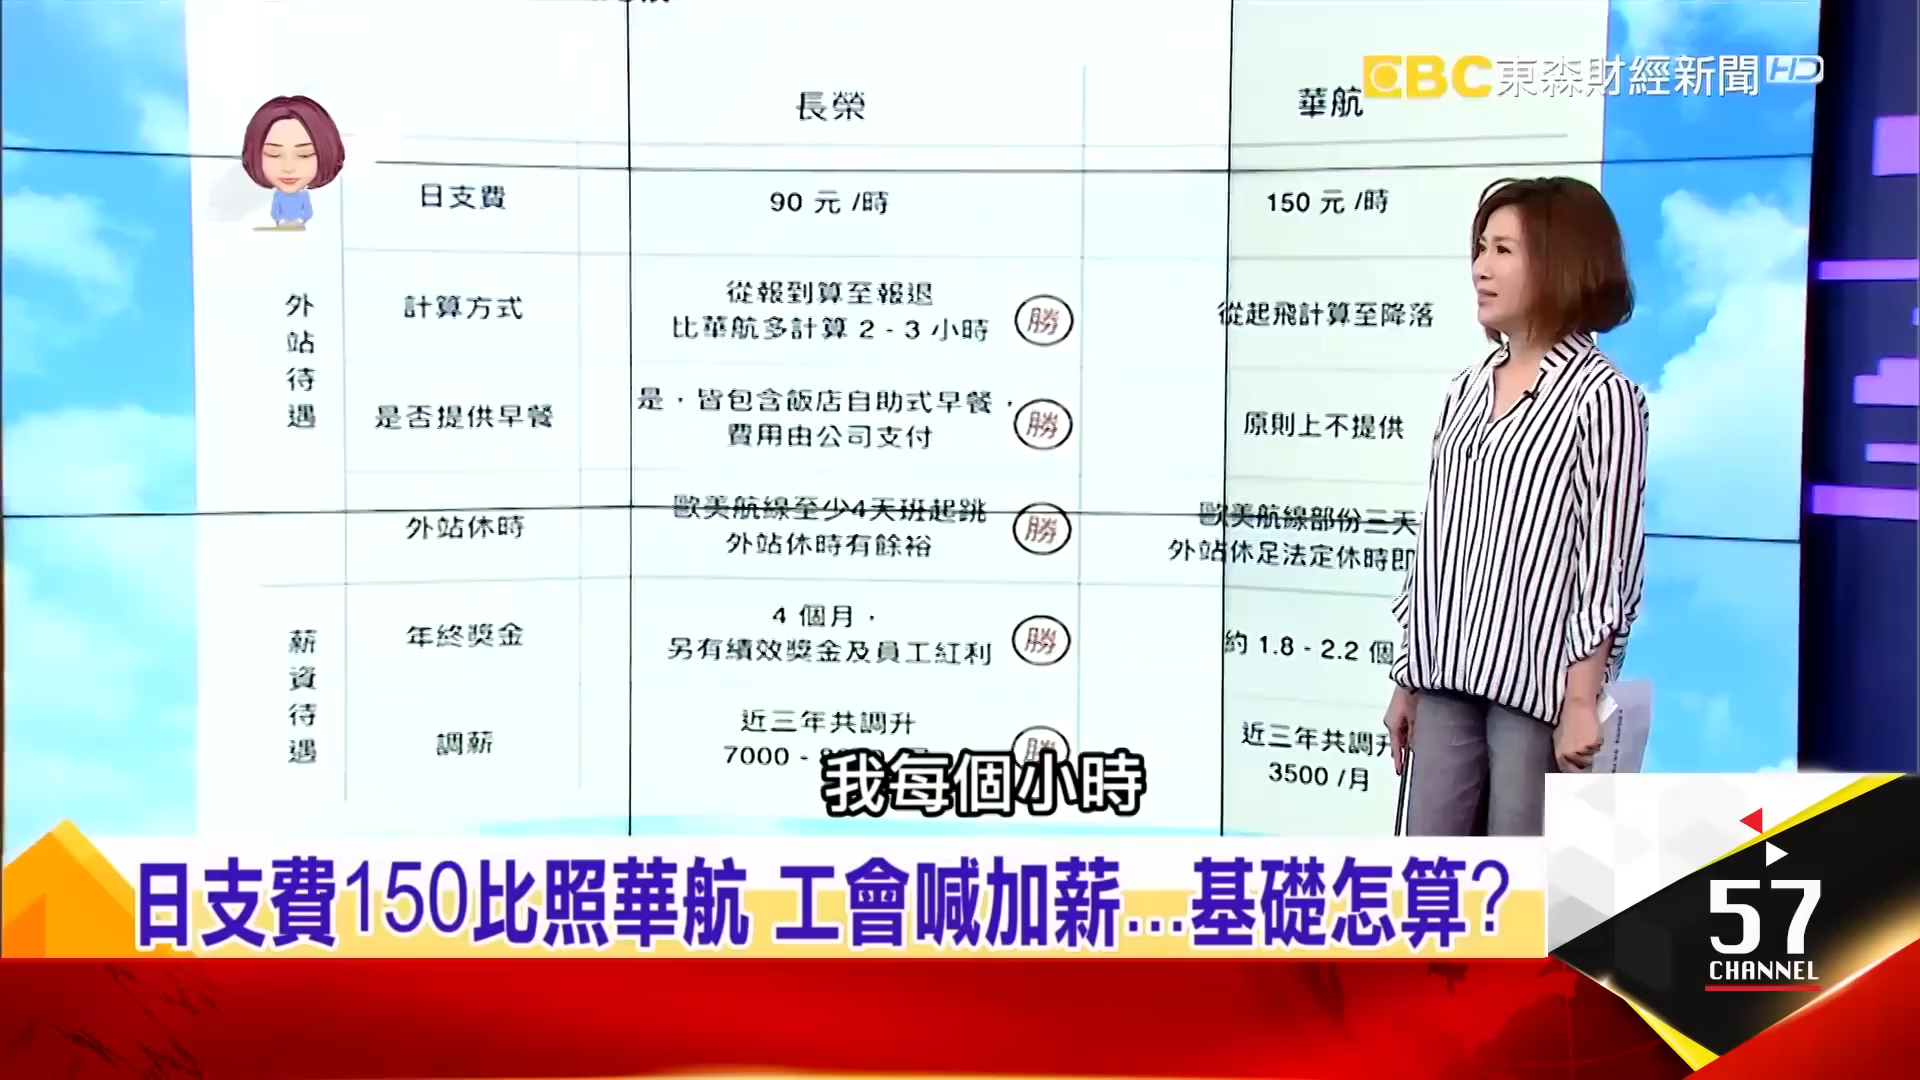 EBC東森財經新聞HD
長榮
華航
外站待遇
日支費
90 元 /時
150 元 /時
計算方式
從報到算至報退
比華航多計算 2 - 3 小時
勝
從起飛計算至降落
是否提供早餐
是，皆包含飯店自助式早餐，
費用由公司支付
勝
原則上不提供
外站休時
歐美航線至少4天班起跳
外站休時有餘裕
勝
歐美航線部份三天
外站休足法定休時即
薪資待遇
年終獎金
4 個月，
另有績效獎金及員工紅利
勝
約 1.8 - 2.2 個
調薪
近三年共調升
7000 -
勝
近三年共調升
3500 /月
我每個小時
日支費150比照華航 工會喊加薪...基礎怎算?
57
CHANNEL